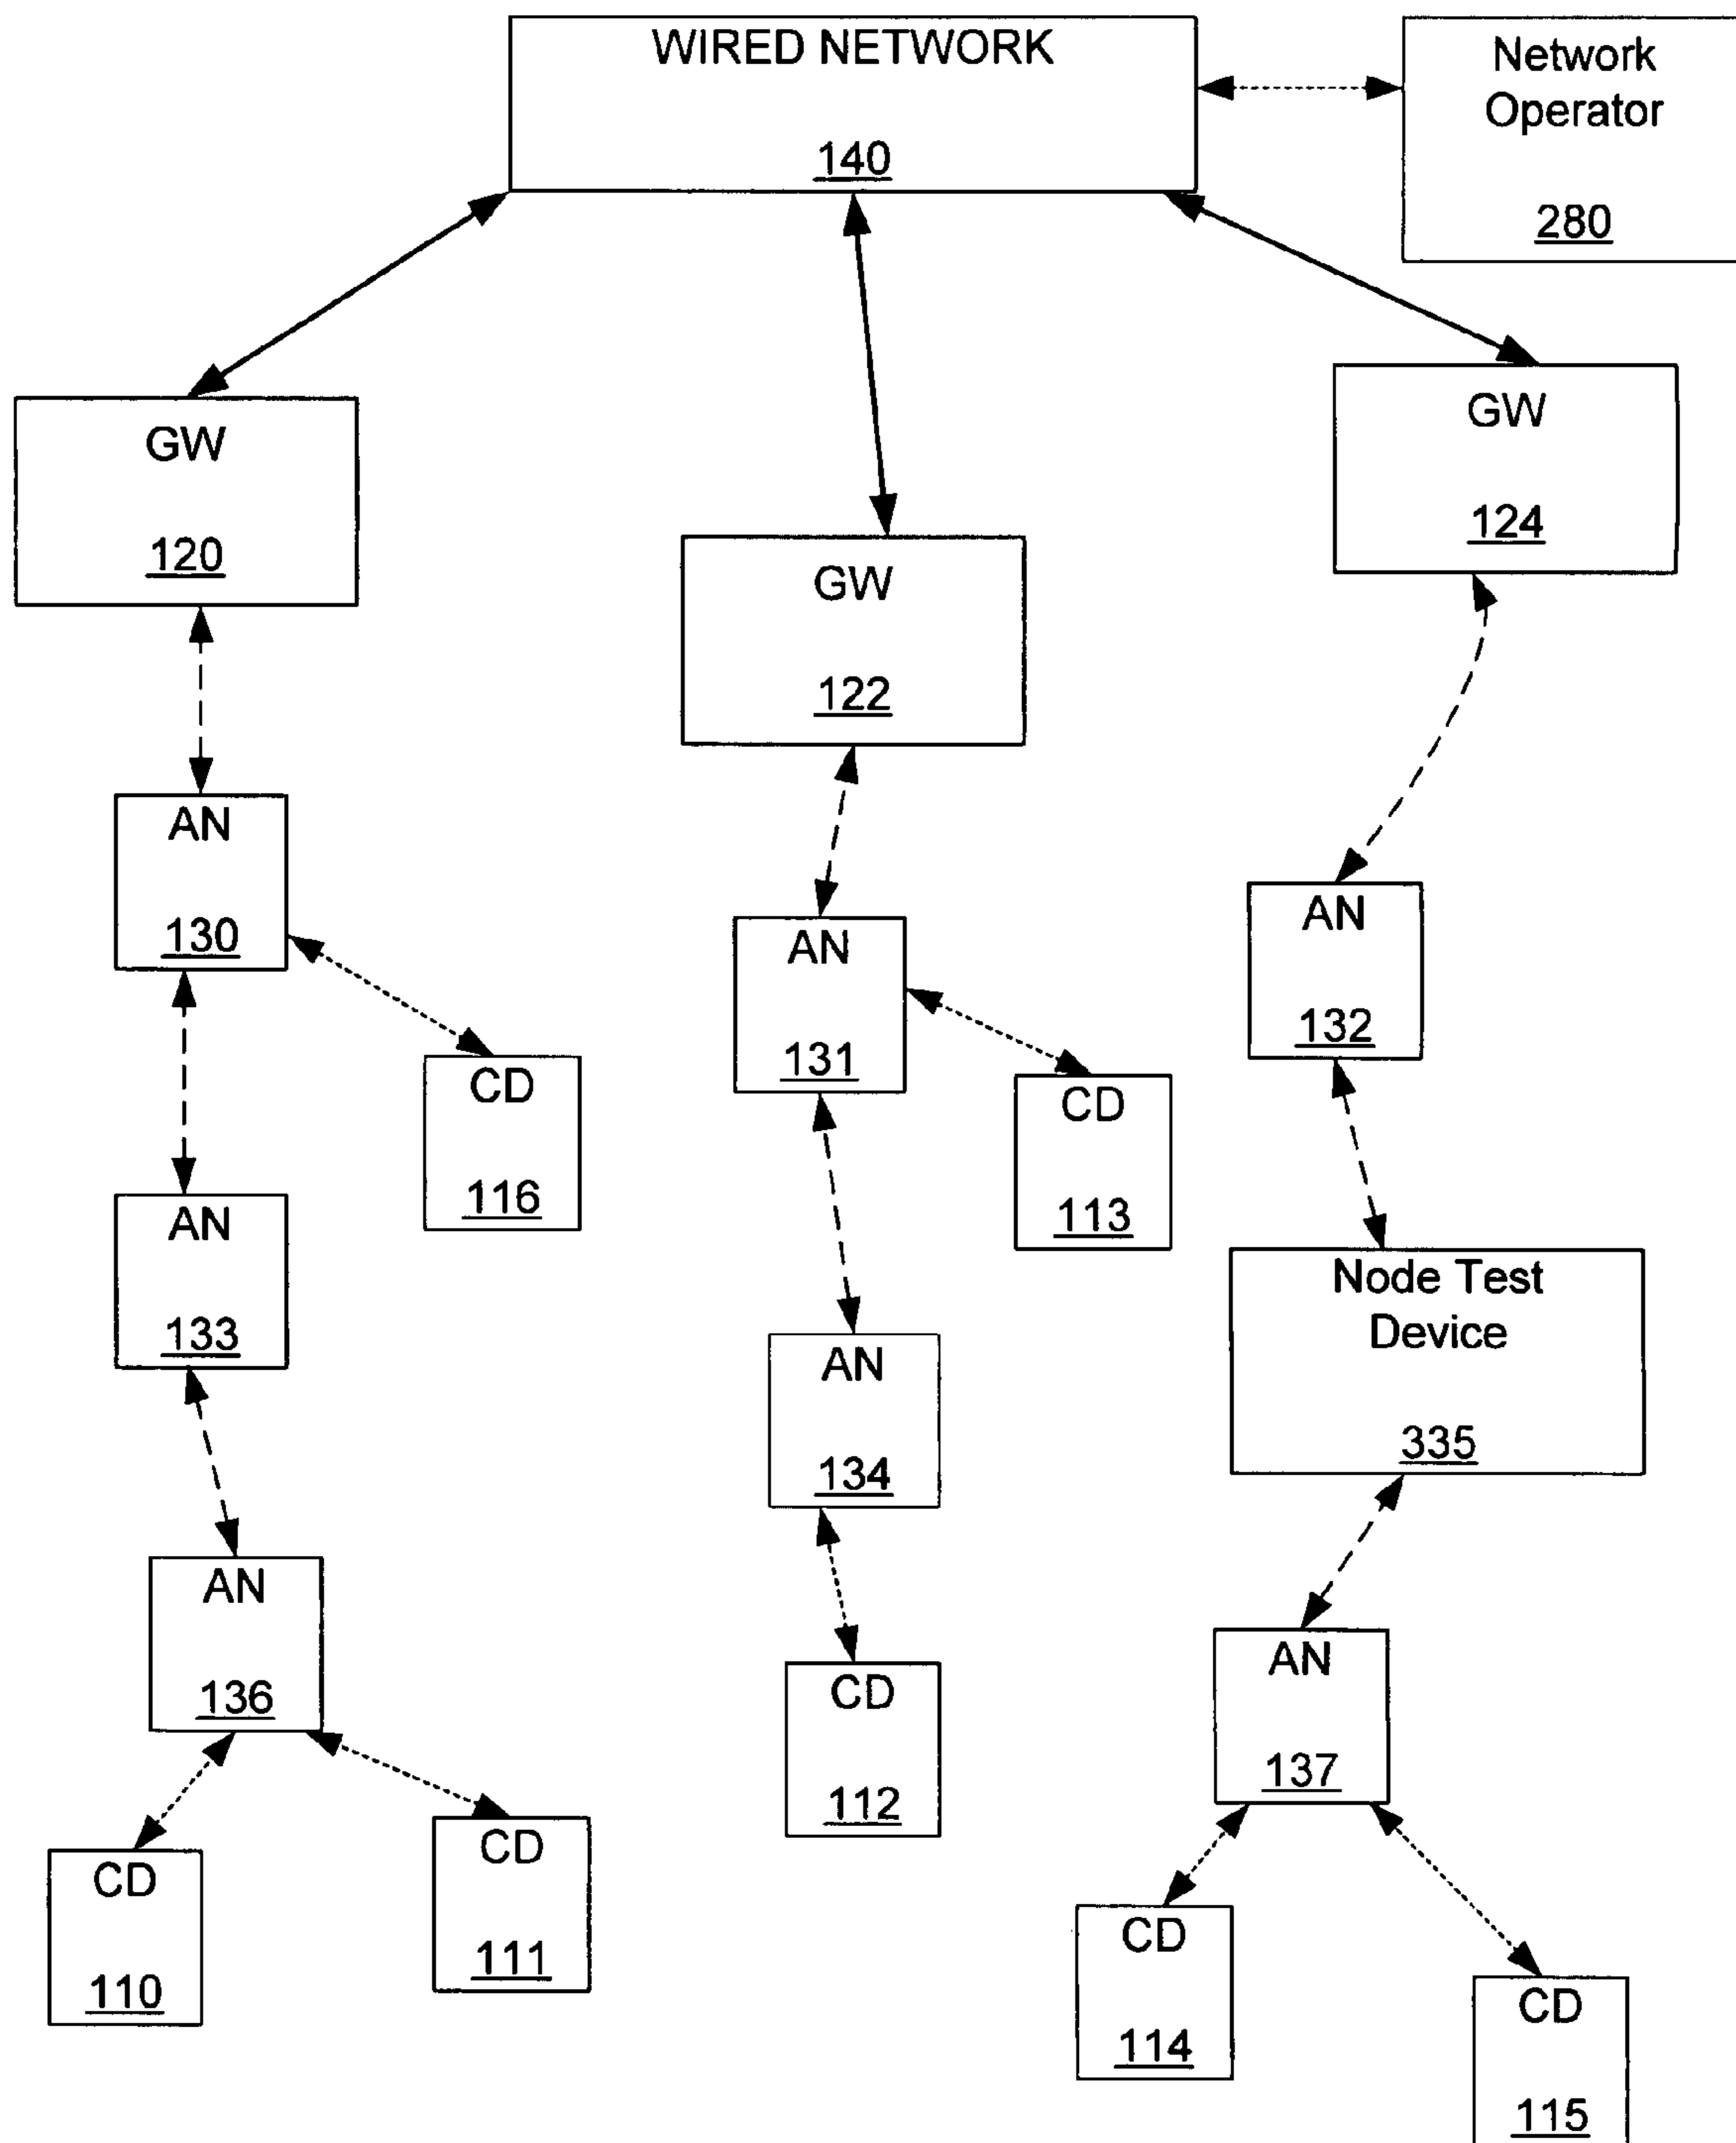 WIRED NETWORK
140
Network
Operator
280
GW
120
GW
122
GW
124
AN
130
AN
131
AN
132
CD
116
CD
113
AN
133
Node Test
Device
335
AN
134
AN
136
AN
137
CD
112
CD
110
CD
111
CD
114
CD
115